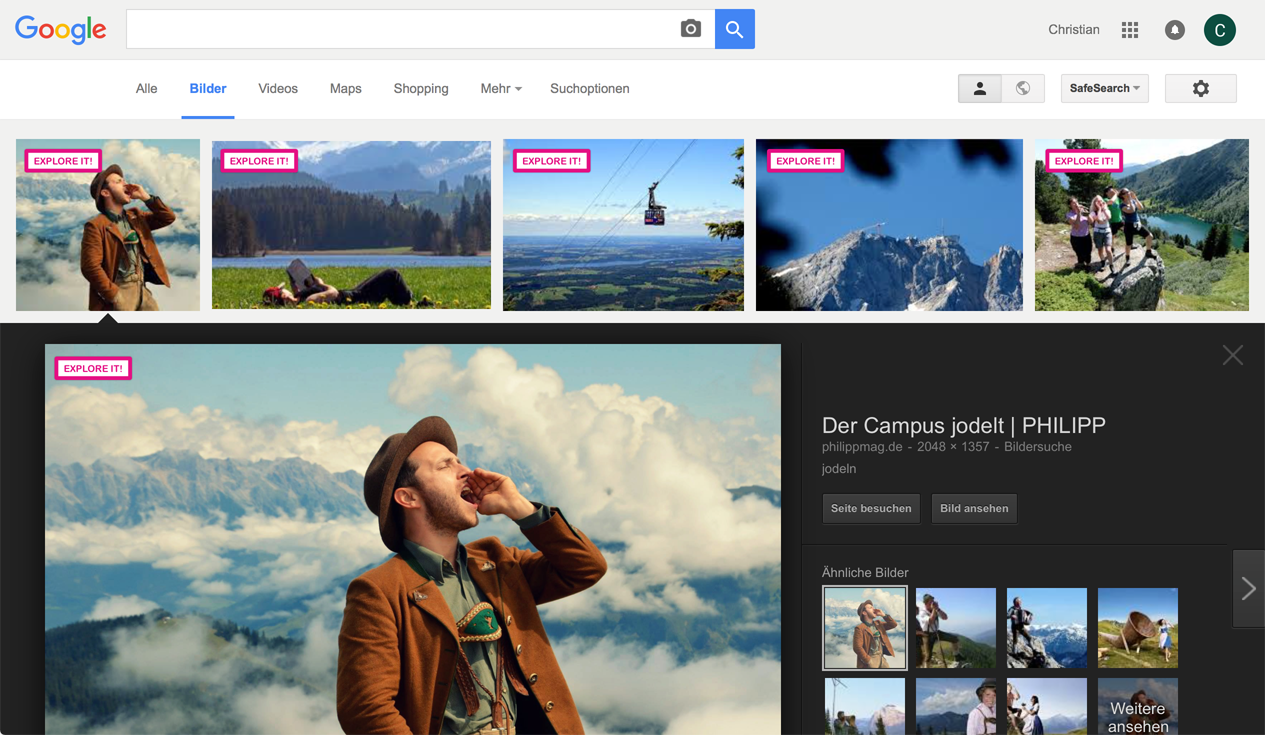 Google
Christian
C
Alle
Bilder
Videos
Maps
Shopping
Mehr
Suchoptionen
SafeSearch
EXPLORE IT!
EXPLORE IT!
EXPLORE IT!
EXPLORE IT!
EXPLORE IT!
EXPLORE IT!
Der Campus jodelt | PHILIPP
philippmag.de - 2048 × 1357 - Bildersuche
jodeln
Seite besuchen
Bild ansehen
Ähnliche Bilder
Weitere
ansehen